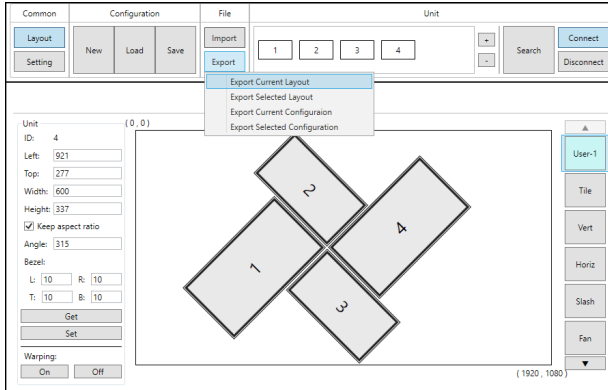 Common
Configuration
File
Unit
Layout
Setting
New
Load
Save
Import
Export
1
2
3
4
+
-
Search
Connect
Disconnect
Export Current Layout
Export Selected Layout
Export Current Configuraion
Export Selected Configuration
Unit
ID: 4
Left: 921
Top: 277
Width: 600
Height: 337
Keep aspect ratio
Angle: 315
Bezel:
L: 10 R: 10
T: 10 B: 10
Get
Set
Warping:
On Off
( 0 , 0 )
2
4
1
3
( 1920 , 1080 )
User-1
Tile
Vert
Horiz
Slash
Fan